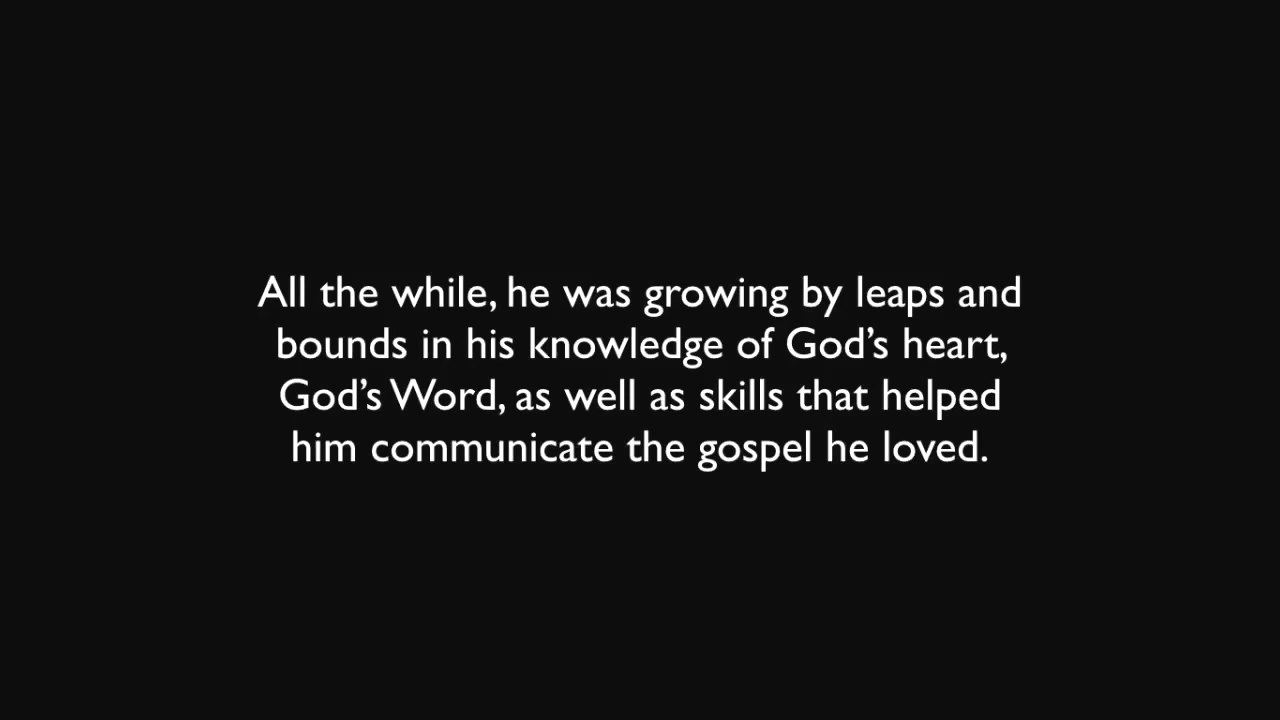 All the while, he was growing by leaps and
bounds in his knowledge of God’s heart,
God’s Word, as well as skills that helped
him communicate the gospel he loved.